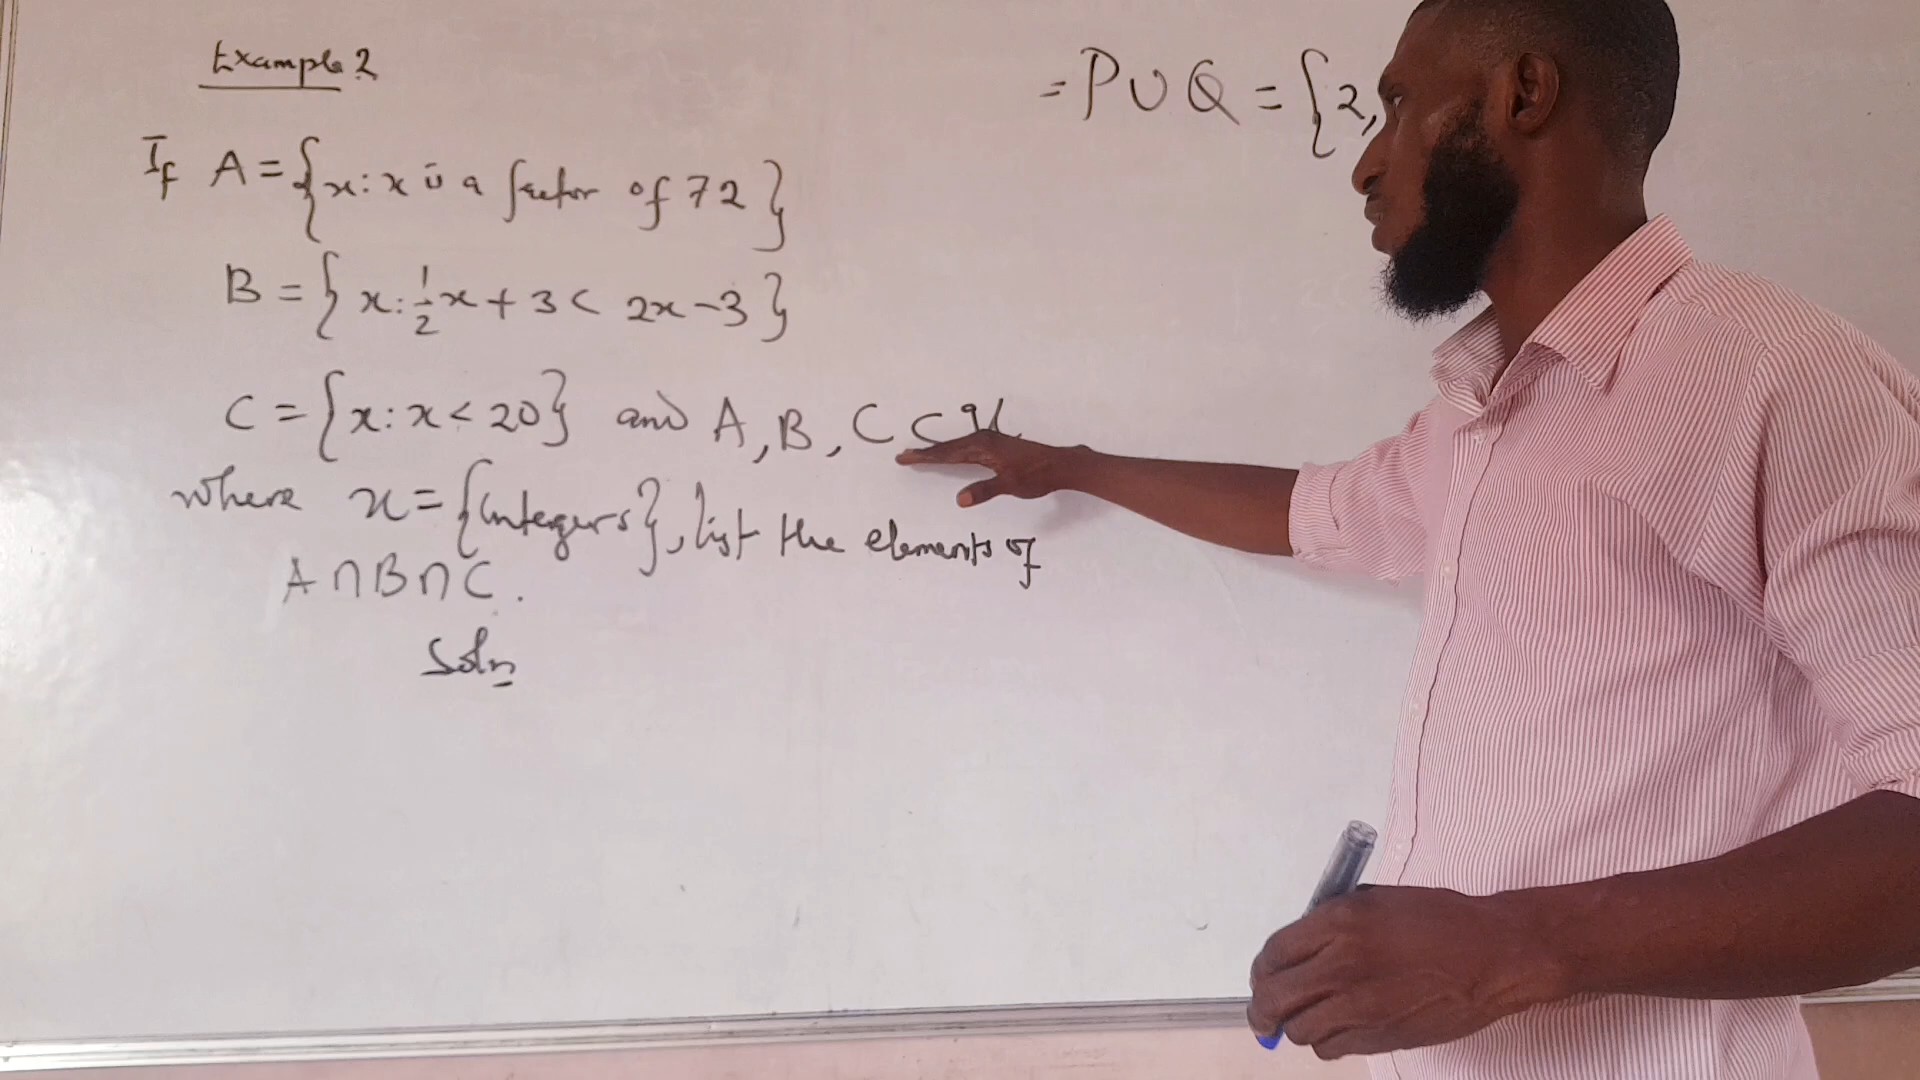 Example 2
= P ∪ Q = {2,
If A = {x : x is a factor of 72}
B = {x : 1/2 x + 3 < 2x - 3}
C = {x : x < 20} and A, B, C ⊂ U
where x = {integers}, list the elements of
A ∩ B ∩ C.
Soln